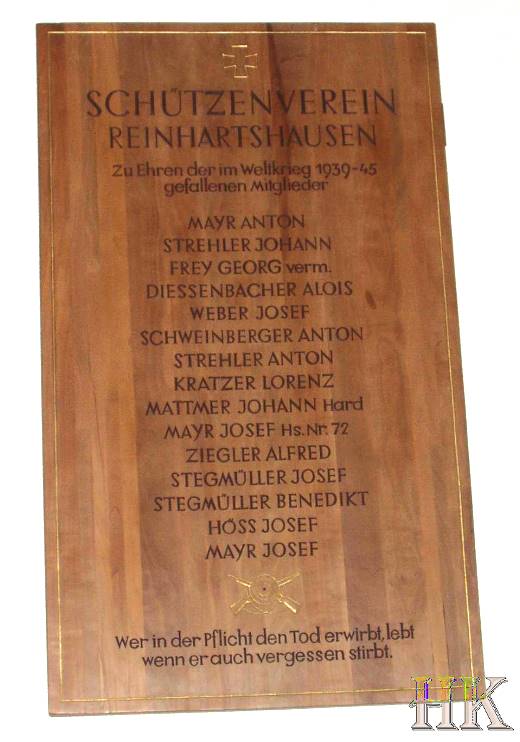 SCHÜTZENVEREIN
REINHARTSHAUSEN
Zu Ehren der im Weltkrieg 1939-45
gefallenen Mitglieder
MAYR ANTON
STREHLER JOHANN
FREY GEORG verm.
DIESSENBACHER ALOIS
WEBER JOSEF
SCHWEINBERGER ANTON
STREHLER ANTON
KRATZER LORENZ
MATTMER JOHANN Hard
MAYR JOSEF Hs. Nr. 72
ZIEGLER ALFRED
STEGMÜLLER JOSEF
STEGMÜLLER BENEDIKT
HÖSS JOSEF
MAYR JOSEF
Wer in der Pflicht den Tod erwirbt, lebt
wenn er auch vergessen stirbt.
HK